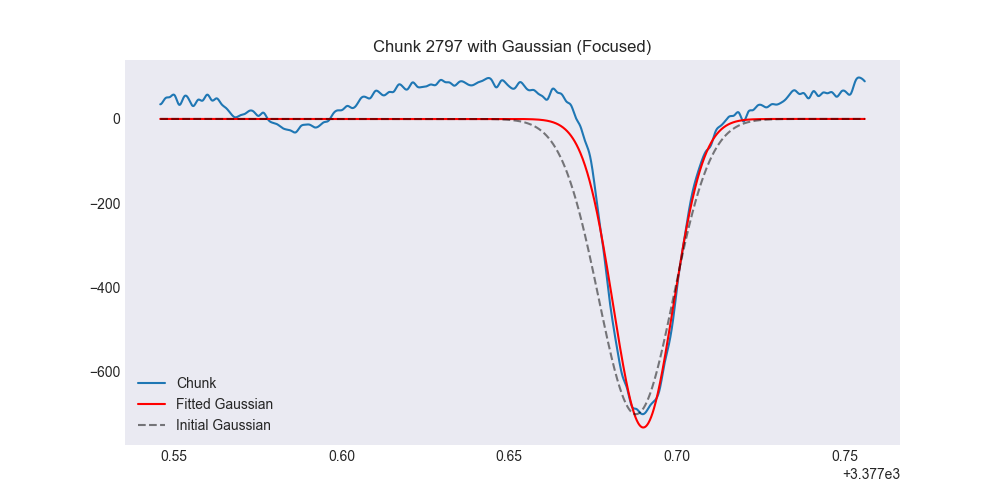 Chunk 2797 with Gaussian (Focused)
0
−200
−400
−600
Chunk
Fitted Gaussian
Initial Gaussian
0.55 0.60 0.65 0.70 0.75
+3.377e3